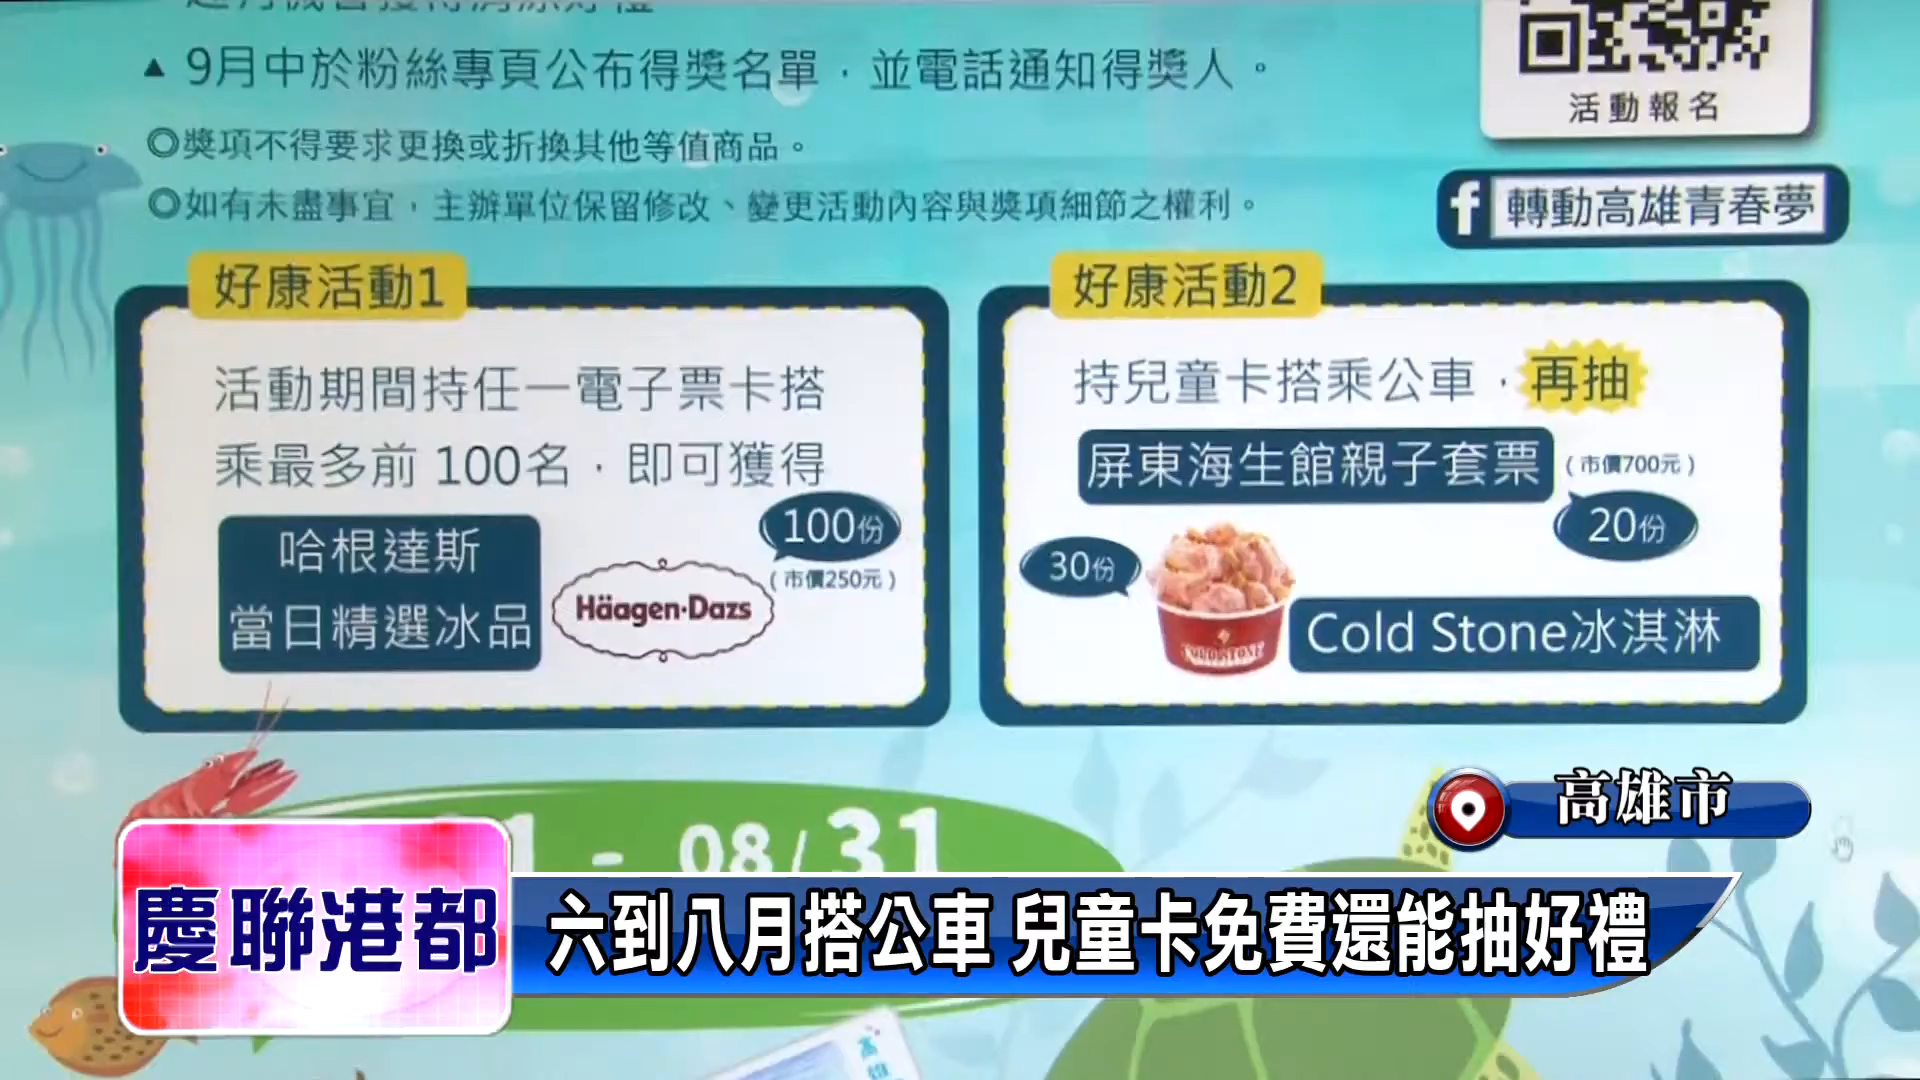 ▲ 9月中於粉絲專頁公布得獎名單，並電話通知得獎人。
◎獎項不得要求更換或折換其他等值商品。
◎如有未盡事宜，主辦單位保留修改、變更活動內容與獎項細節之權利。
活動報名
f 轉動高雄青春夢
好康活動1
活動期間持任一電子票卡搭
乘最多前 100名，即可獲得
100份
(市價250元)
哈根達斯
當日精選冰品
Häagen-Dazs
好康活動2
持兒童卡搭乘公車，再抽
屏東海生館親子套票
(市價700元)
20份
30份
COLD STONE
Cold Stone冰淇淋
1 - 08/31
高雄市
慶聯港都
六到八月搭公車 兒童卡免費還能抽好禮
高雄